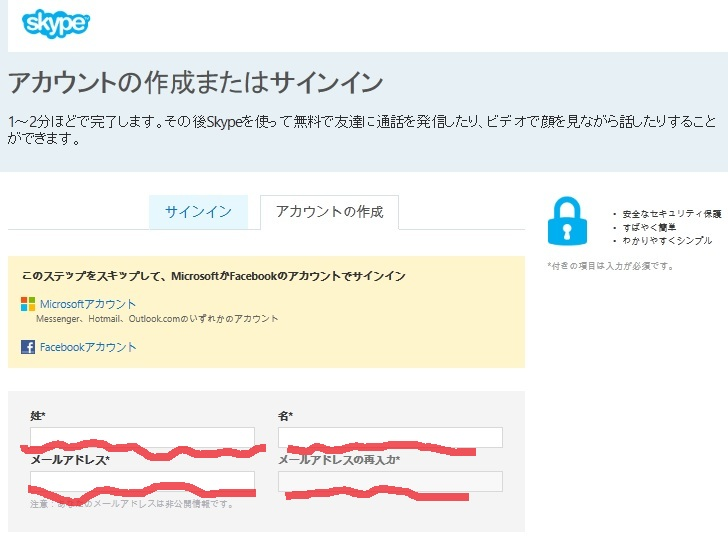 skype
アカウントの作成またはサインイン
1～2分ほどで完了します。その後Skypeを使って無料で友達に通話を発信したり、ビデオで顔を見ながら話したりすること
ができます。
サインイン
アカウントの作成
・ 安全なセキュリティ保護
・ すばやく簡単
・ わかりやすくシンプル
*付きの項目は入力が必須です。
このステップをスキップして、MicrosoftかFacebookのアカウントでサインイン
Microsoftアカウント
Messenger、Hotmail、Outlook.comのいずれかのアカウント
Facebookアカウント
姓*
名*
メールアドレス*
メールアドレスの再入力*
注意：あなたのメールアドレスは非公開情報です。